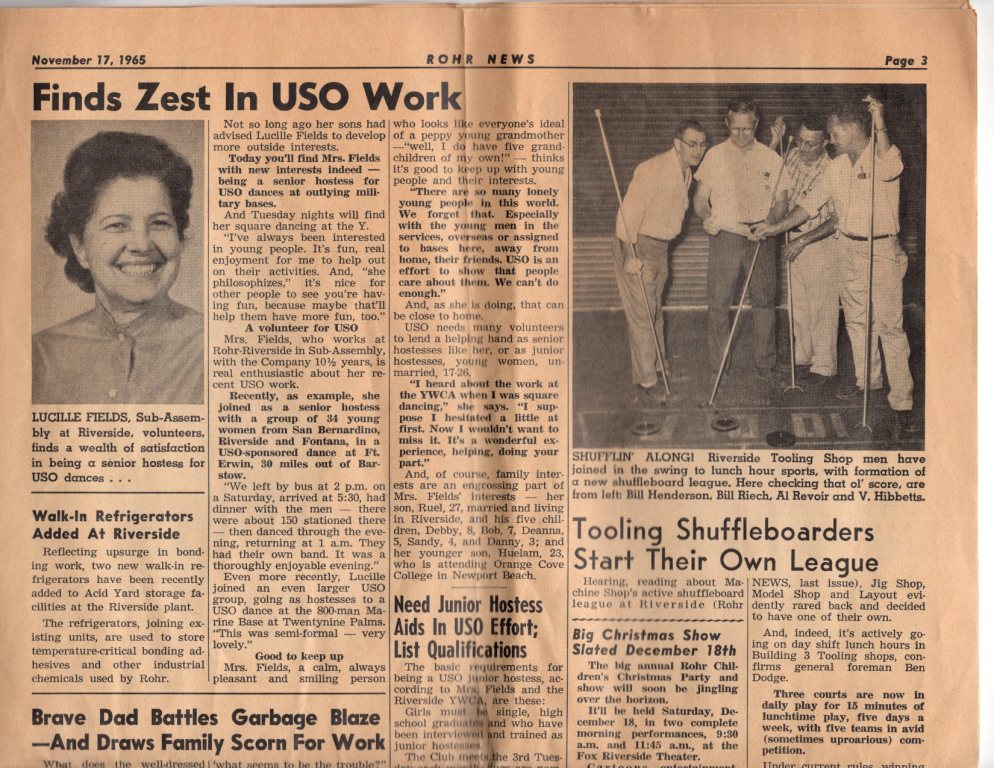 November 17, 1965
ROHR NEWS
Page 3
Finds Zest In USO Work
LUCILLE FIELDS, Sub-Assem-
bly at Riverside, volunteers,
finds a wealth of satisfaction
in being a senior hostess for
USO dances . . .
Walk-In Refrigerators
Added At Riverside
Reflecting upsurge in bond-
ing work, two new walk-in re-
frigerators have been recently
added to Acid Yard storage fa-
cilities at the Riverside plant.
The refrigerators, joining ex-
isting units, are used to store
temperature-critical bonding ad-
hesives and other industrial
chemicals used by Rohr.
Not so long ago her sons had
advised Lucille Fields to develop
more outside interests.
Today you'll find Mrs. Fields
with new interests indeed —
being a senior hostess for
USO dances at outlying mili-
tary bases.
And Tuesday nights will find
her square dancing at the Y.
"I've always been interested
in young people. It's fun, real
enjoyment for me to help out
on their activities. And, "she
philosophizes," it's nice for
other people to see you're hav-
ing fun, because maybe that'll
help them have more fun, too."
A volunteer for USO
Mrs. Fields, who works at
Rohr-Riverside in Sub-Assembly,
with the Company 10½ years, is
real enthusiastic about her re-
cent USO work.
Recently, as example, she
joined as a senior hostess
with a group of 34 young
women from San Bernardino,
Riverside and Fontana, in a
USO-sponsored dance at Ft.
Erwin, 30 miles out of Bar-
stow.
"We left by bus at 2 p.m. on
a Saturday, arrived at 5:30, had
dinner with the men — there
were about 150 stationed there
— then danced through the eve-
ning, returning at 1 a.m. They
had their own band. It was a
thoroughly enjoyable evening."
Even more recently, Lucille
joined an even larger USO
group, going as hostesses to a
USO dance at the 800-man Ma-
rine Base at Twentynine Palms.
"This was semi-formal — very
lovely."
Good to keep up
Mrs. Fields, a calm, always
pleasant and smiling person
who looks like everyone's ideal
of a peppy young grandmother
—"well, I do have five grand-
children of my own!" — thinks
it's good to keep up with young
people and their interests.
"There are so many lonely
young people in this world.
We forget that. Especially
with the young men in the
services, overseas or assigned
to bases here, away from
home, their friends. USO is an
effort to show that people
care about them. We can't do
enough."
And, as she is doing, that can
be close to home.
USO needs many volunteers
to lend a helping hand as senior
hostesses like her, or as junior
hostesses, young women, un-
married, 17-26.
"I heard about the work at
the YWCA when I was square
dancing," she says. "I sup-
pose I hesitated a little at
first. Now I wouldn't want to
miss it. It's a wonderful ex-
perience, helping, doing your
part."
And, of course, family inter-
ests are an engrossing part of
Mrs. Fields' interests — her
son, Ruel, 27, married and living
in Riverside, and his five chil-
dren, Debby, 8, Bob, 7, Deanna,
5, Sandy, 4, and Danny, 3; and
her younger son, Huelam, 23,
who is attending Orange Cove
College in Newport Beach.
Need Junior Hostess
Aids In USO Effort;
List Qualifications
The basic requirements for
being a USO junior hostess, ac-
cording to Mrs. Fields and the
Riverside YWCA, are these:
Girls must be single, high
school graduates and who have
been interviewed and trained as
junior hostesses.
The Club meets the 3rd Tues-
Brave Dad Battles Garbage Blaze
—And Draws Family Scorn For Work
What does the well-dressed
'what seems to be the trouble?"
SHUFFLIN' ALONG! Riverside Tooling Shop men have
joined in the swing to lunch hour sports, with formation of
a new shuffleboard league. Here checking that ol' score, are
from left Bill Henderson, Bill Riech, Al Revoir and V. Hibbetts.
Tooling Shuffleboarders
Start Their Own League
Hearing, reading about Ma-
chine Shop's active shuffleboard
league at Riverside (Rohr
Big Christmas Show
Slated December 18th
The big annual Rohr Chil-
dren's Christmas Party and
show will soon be jingling
over the horizon.
It'll be held Saturday, De-
cember 18, in two complete
morning performances, 9:30
a.m. and 11:45 a.m., at the
Fox Riverside Theater.
Cartoons, entertainment
NEWS, last issue), Jig Shop,
Model Shop and Layout evi-
dently rared back and decided
to have one of their own.
And, indeed, it's actively go-
ing on day shift lunch hours in
Building 3 Tooling shops, con-
firms general foreman Ben
Dodge.
Three courts are now in
daily play for 15 minutes of
lunchtime play, five days a
week, with five teams in avid
(sometimes uproarious) com-
petition.
Under current rules, winning